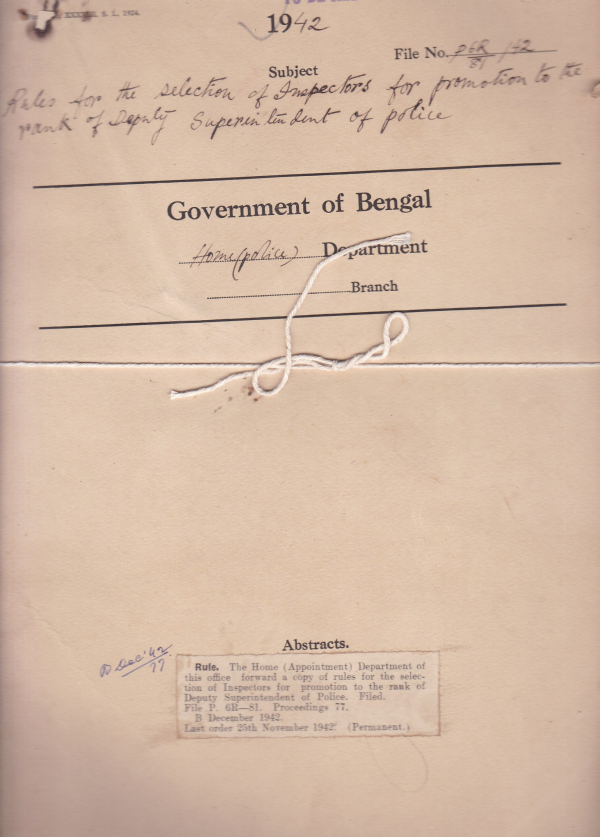 S. L. 1924.
1942
File No. P6R/81 /42
Subject
Rules for the selection of Inspectors for promotion to the
rank of Deputy Superintendent of police
Government of Bengal
Home (police) Department
Branch
Abstracts.
B Dec '42
77
Rule. The Home (Appointment) Department of
this office forward a copy of rules for the selec-
tion of Inspectors for promotion to the rank of
Deputy Superintendent of Police. Filed.
File P. 6R—81. Proceedings 77.
B December 1942.
Last order 25th November 1942. (Permanent.)